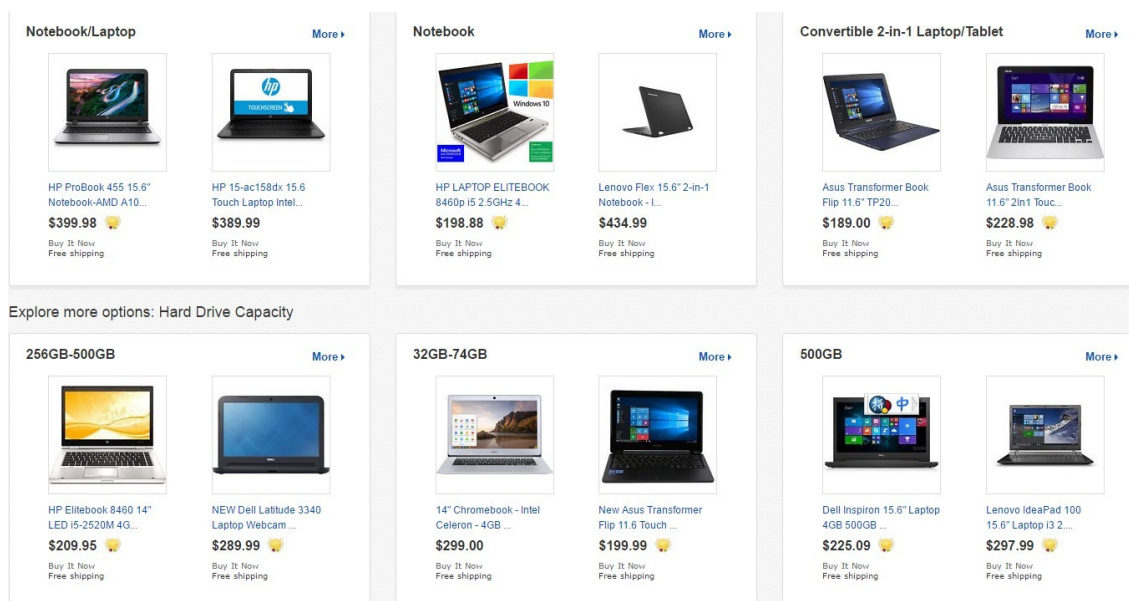 Notebook/Laptop
More
HP ProBook 455 15.6"
Notebook-AMD A10...
$399.98
Buy It Now
Free shipping
hp
TOUCHSCREEN
HP 15-ac158dx 15.6
Touch Laptop Intel...
$389.99
Buy It Now
Free shipping
Notebook
More
Windows 10
Microsoft
HP LAPTOP ELITEBOOK
8460p i5 2.5GHz 4...
$198.88
Buy It Now
Free shipping
Lenovo Flex 15.6" 2-in-1
Notebook - I...
$434.99
Buy It Now
Free shipping
Convertible 2-in-1 Laptop/Tablet
More
Asus Transformer Book
Flip 11.6" TP20...
$189.00
Buy It Now
Free shipping
Start
Asus Transformer Book
11.6" 2In1 Touc...
$228.98
Buy It Now
Free shipping
Explore more options: Hard Drive Capacity
256GB-500GB
More
HP Elitebook 8460 14"
LED i5-2520M 4G...
$209.95
Buy It Now
Free shipping
NEW Dell Latitude 3340
Laptop Webcam ...
$289.99
Buy It Now
Free shipping
32GB-74GB
More
14" Chromebook - Intel
Celeron - 4GB ...
$299.00
Buy It Now
Free shipping
New Asus Transformer
Flip 11.6 Touch ...
$199.99
Buy It Now
Free shipping
500GB
More
Start
中
Dell Inspiron 15.6" Laptop
4GB 500GB ...
$225.09
Buy It Now
Free shipping
Lenovo IdeaPad 100
15.6" Laptop i3 2....
$297.99
Buy It Now
Free shipping